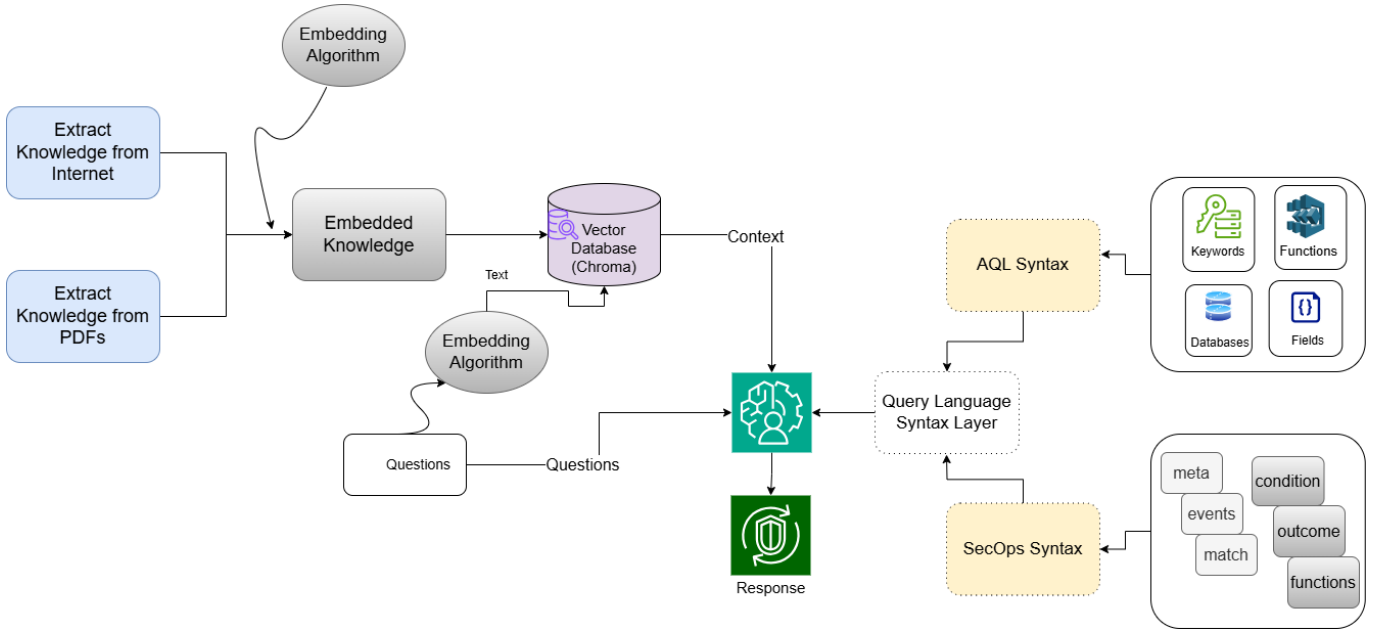 Embedding
Algorithm
Extract
Knowledge from
Internet
Extract
Knowledge from
PDFs
Embedded
Knowledge
Vector
Database
(Chroma)
Context
Text
Embedding
Algorithm
Questions
Questions
Response
Query Language
Syntax Layer
AQL Syntax
Keywords
Functions
Databases
{}
Fields
SecOps Syntax
meta
events
match
condition
outcome
functions